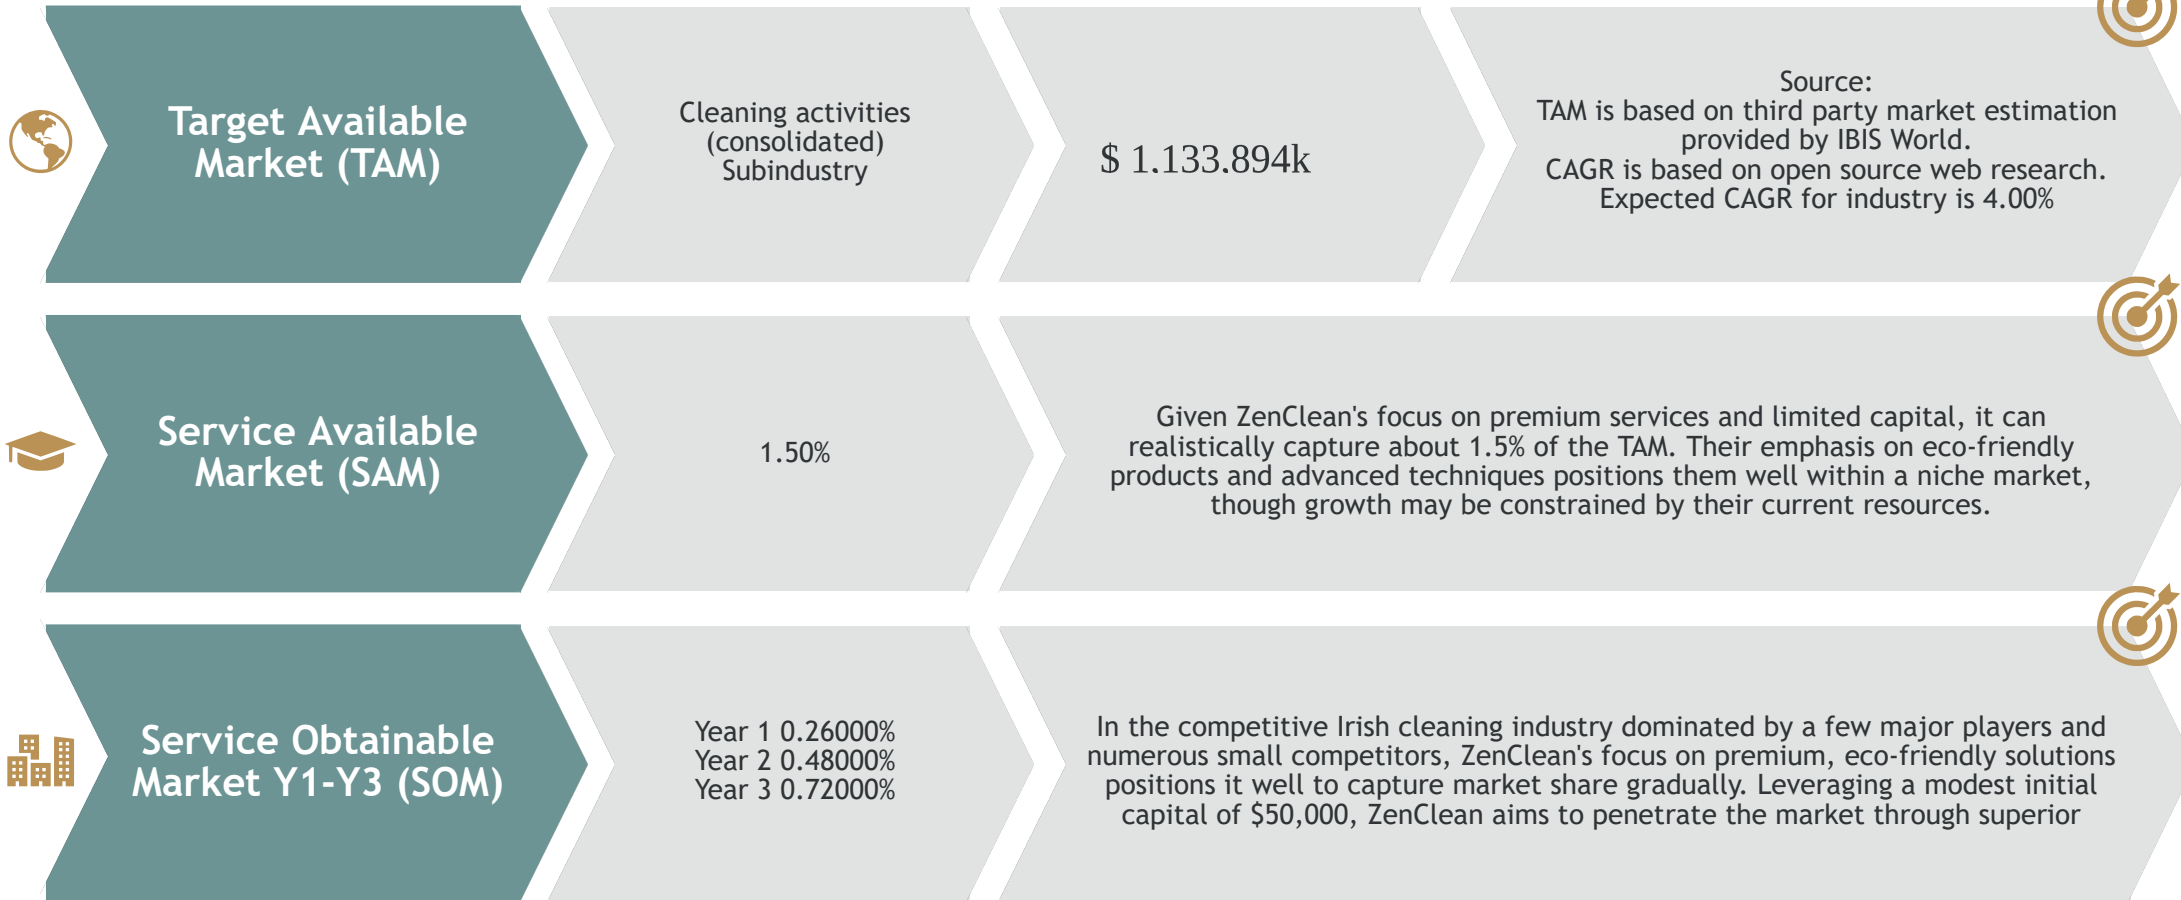 Target Available
Market (TAM)
Cleaning activities
(consolidated)
Subindustry
$ 1.133.894k
Source:
TAM is based on third party market estimation
provided by IBIS World.
CAGR is based on open source web research.
Expected CAGR for industry is 4.00%
Service Available
Market (SAM)
1.50%
Given ZenClean's focus on premium services and limited capital, it can
realistically capture about 1.5% of the TAM. Their emphasis on eco-friendly
products and advanced techniques positions them well within a niche market,
though growth may be constrained by their current resources.
Service Obtainable
Market Y1-Y3 (SOM)
Year 1 0.26000%
Year 2 0.48000%
Year 3 0.72000%
In the competitive Irish cleaning industry dominated by a few major players and
numerous small competitors, ZenClean's focus on premium, eco-friendly solutions
positions it well to capture market share gradually. Leveraging a modest initial
capital of $50,000, ZenClean aims to penetrate the market through superior